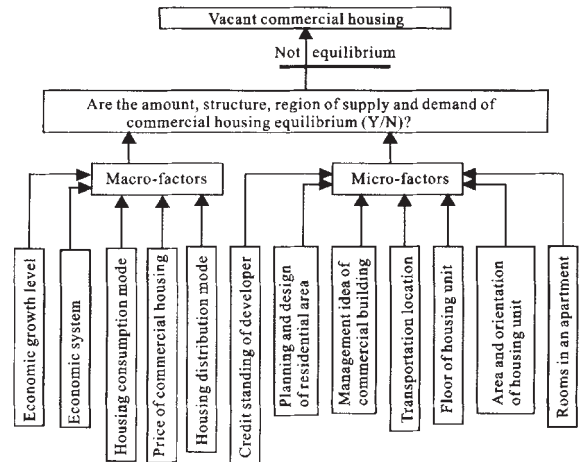 Vacant commercial housing
Not equilibrium
Are the amount, structure, region of supply and demand of
commercial housing equilibrium (Y/N)?
Macro-factors
Micro-factors
Economic growth level
Economic system
Housing consumption mode
Price of commercial housing
Housing distribution mode
Credit standing of developer
Planning and design
of residential area
Management idea of
commercial building
Transportation location
Floor of housing unit
Area and orientation
of housing unit
Rooms in an apartment